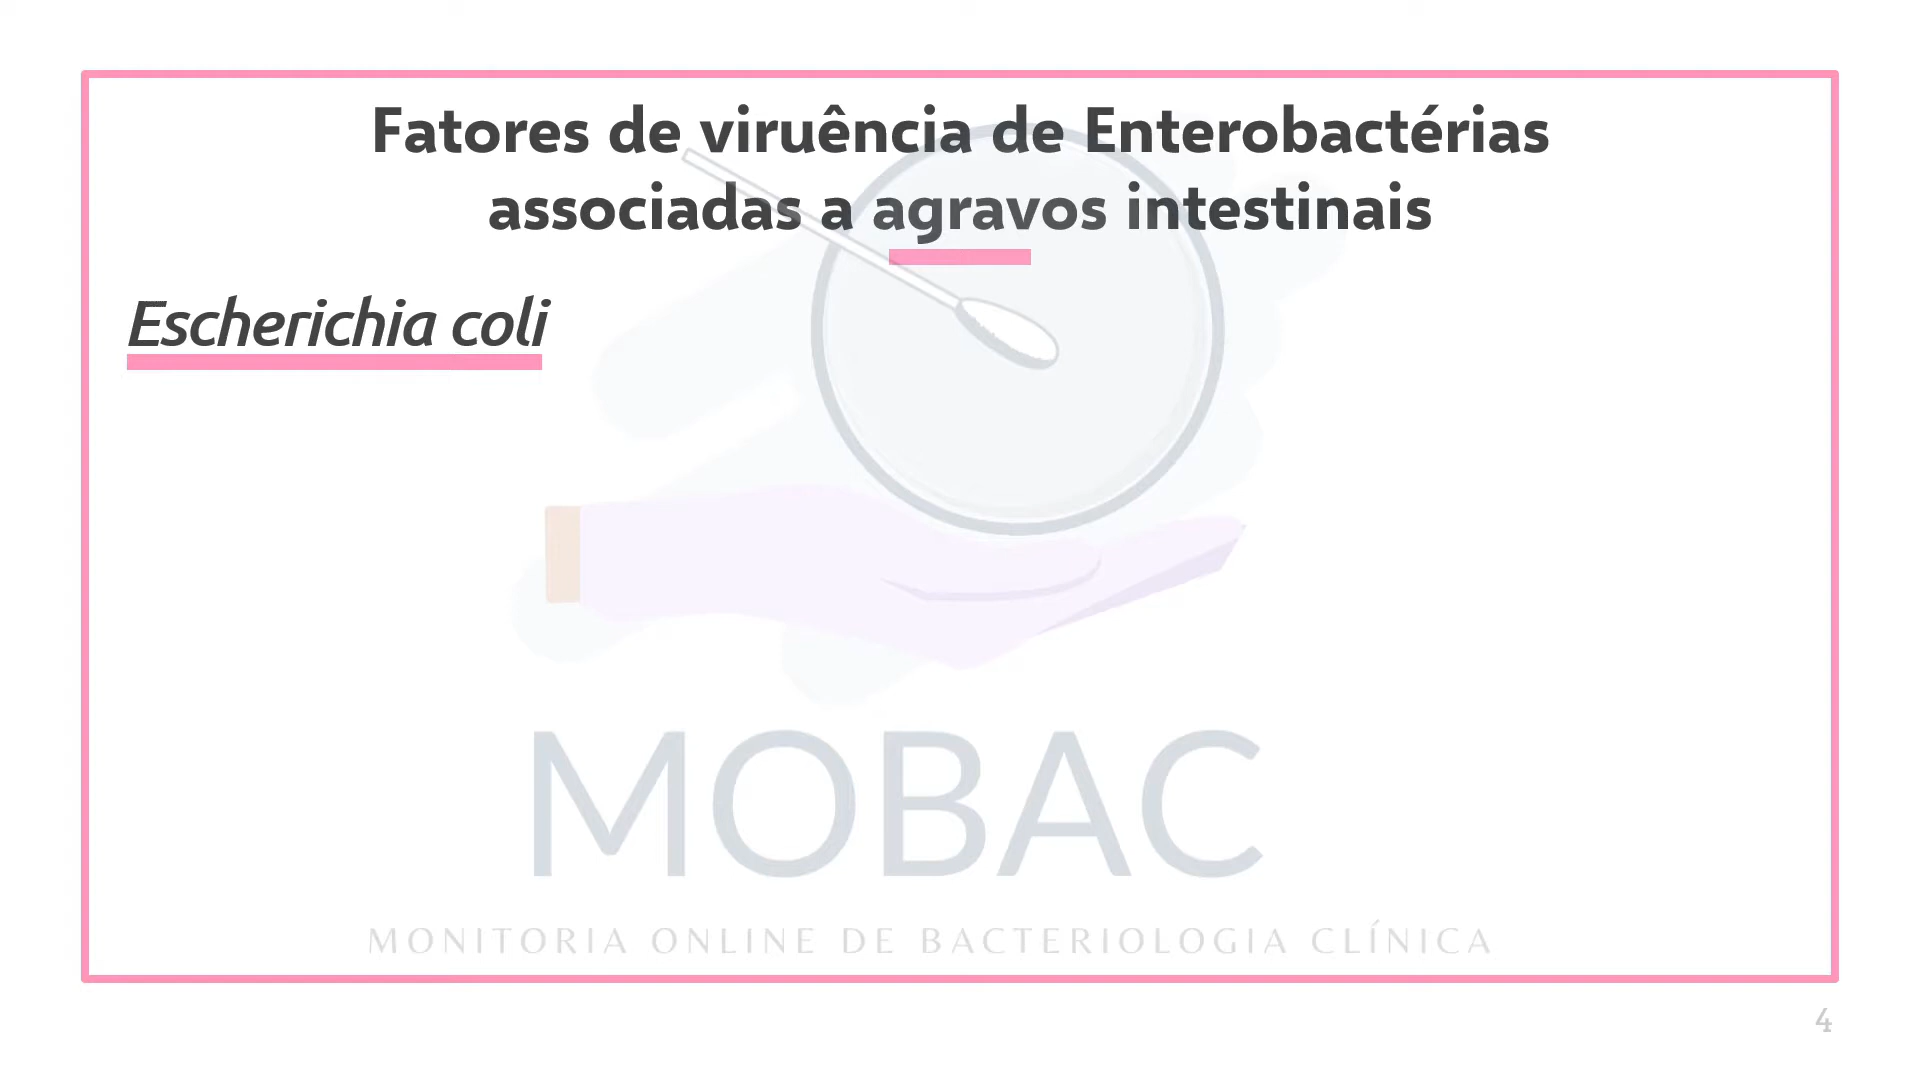 Fatores de viruência de Enterobactérias
associadas a agravos intestinais
Escherichia coli
MOBAC
MONITORIA ONLINE DE BACTERIOLOGIA CLÍNICA
4